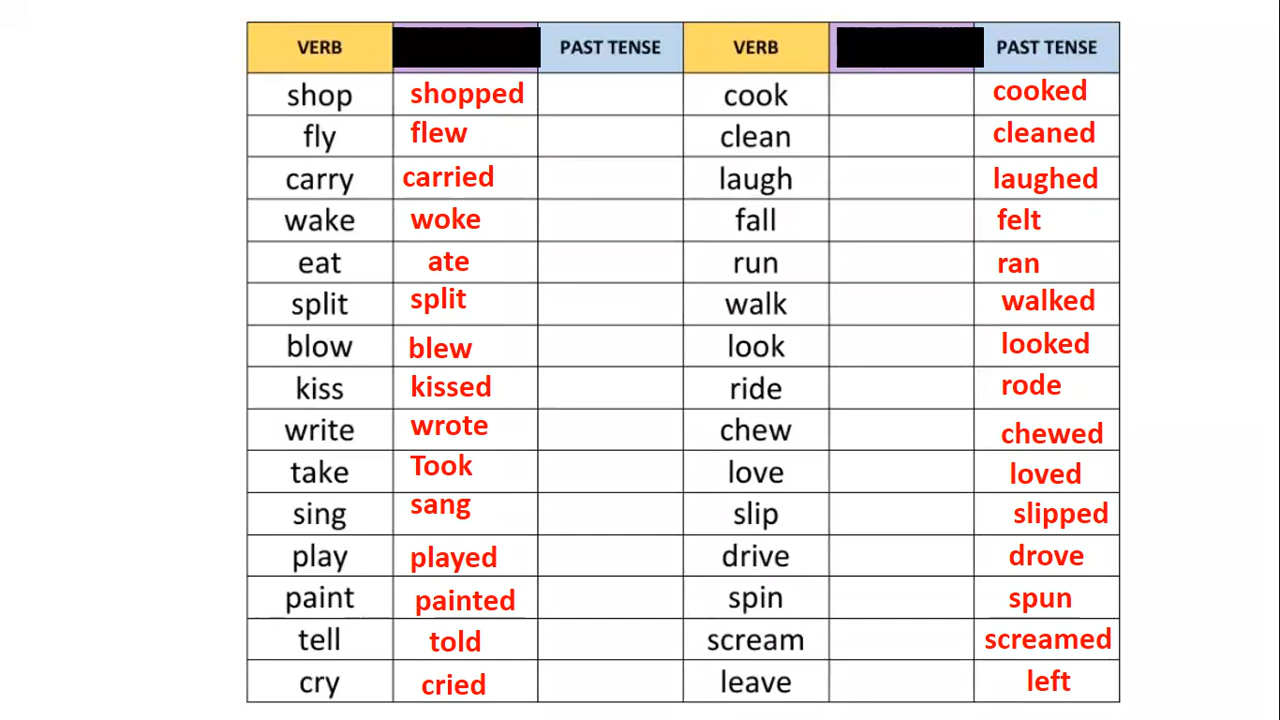 VERB PAST TENSE VERB PAST TENSE
shop shopped cook cooked
fly flew clean cleaned
carry carried laugh laughed
wake woke fall felt
eat ate run ran
split split walk walked
blow blew look looked
kiss kissed ride rode
write wrote chew chewed
take Took love loved
sing sang slip slipped
play played drive drove
paint painted spin spun
tell told scream screamed
cry cried leave left